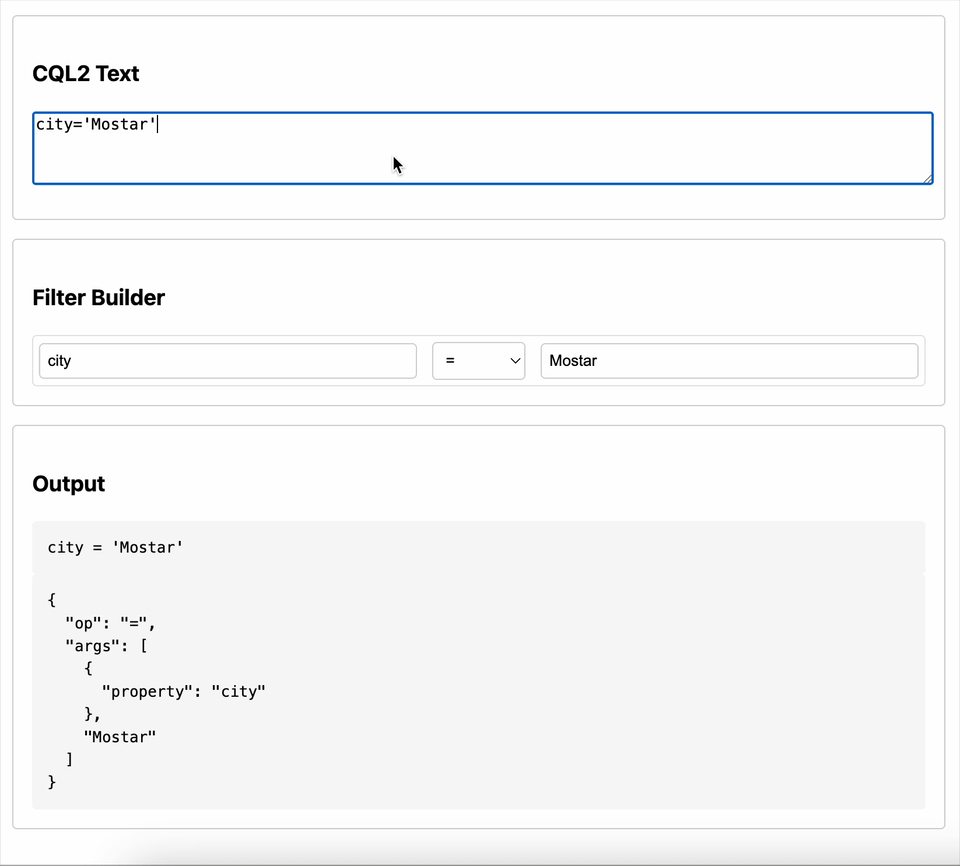 CQL2 Text
city='Mostar'
Filter Builder
city = Mostar
Output
city = 'Mostar'
{
  "op": "=",
  "args": [
    {
      "property": "city"
    },
    "Mostar"
  ]
}